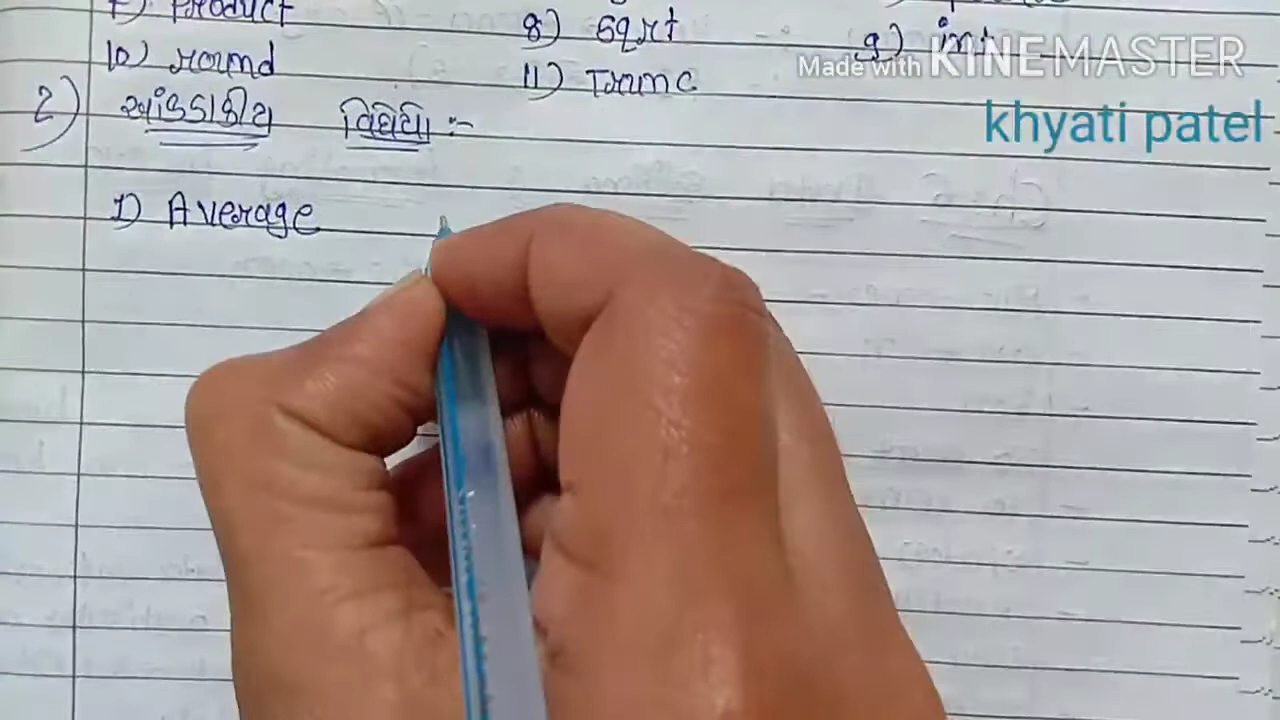 7) Product
8) Sqrt
9) int
10) round
11) Trunc
2) આંકડાકીય વિધેયો :-
1) Average
Made with KINEMASTER
khyati patel